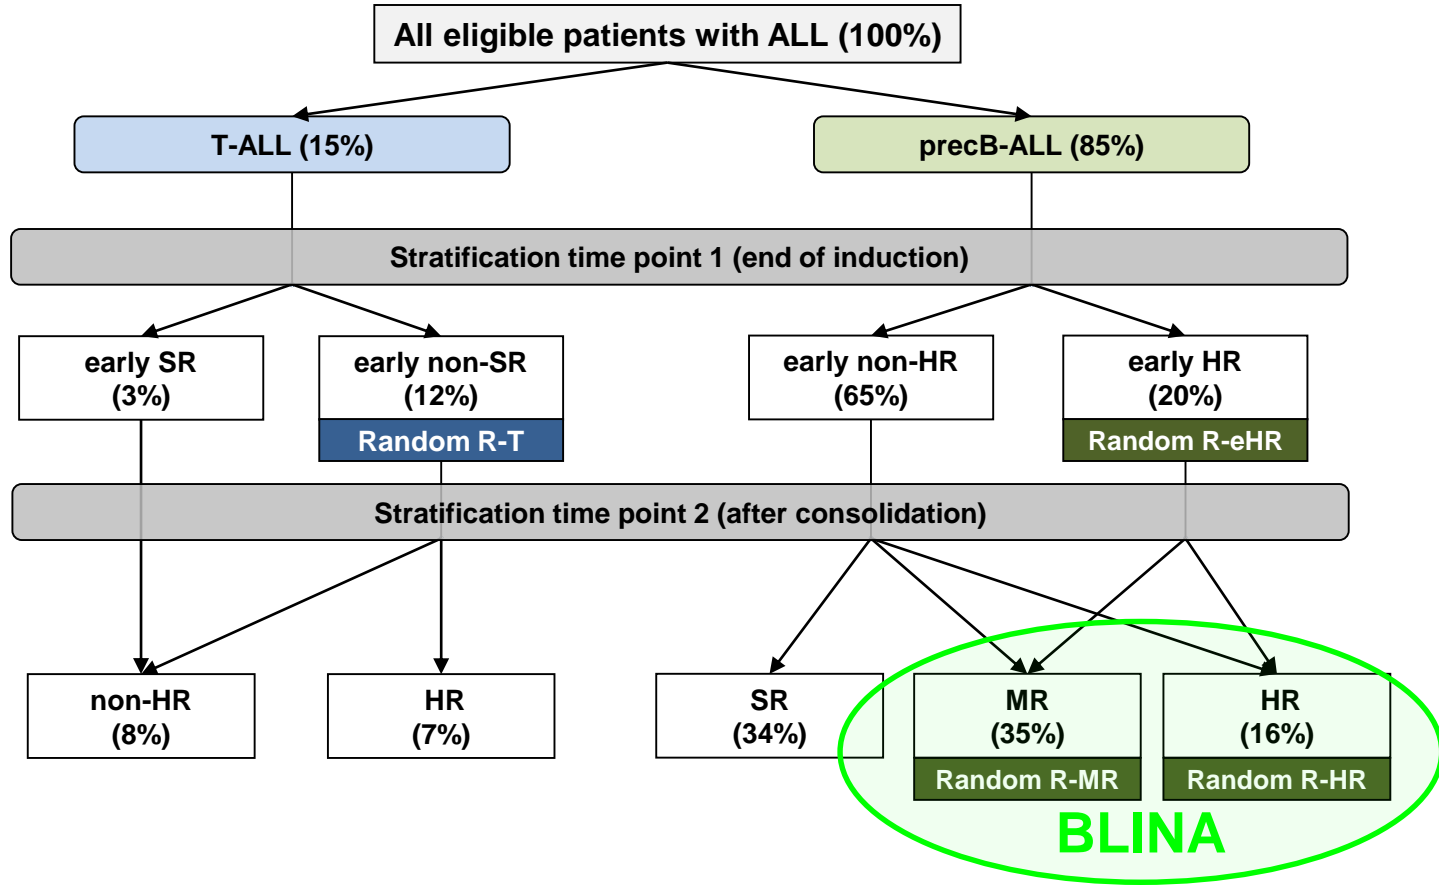 All eligible patients with ALL (100%)
T-ALL (15%)
precB-ALL (85%)
Stratification time point 1 (end of induction)
early SR
(3%)
early non-SR
(12%)
Random R-T
early non-HR
(65%)
early HR
(20%)
Random R-eHR
Stratification time point 2 (after consolidation)
non-HR
(8%)
HR
(7%)
SR
(34%)
MR
(35%)
Random R-MR
HR
(16%)
Random R-HR
BLINA